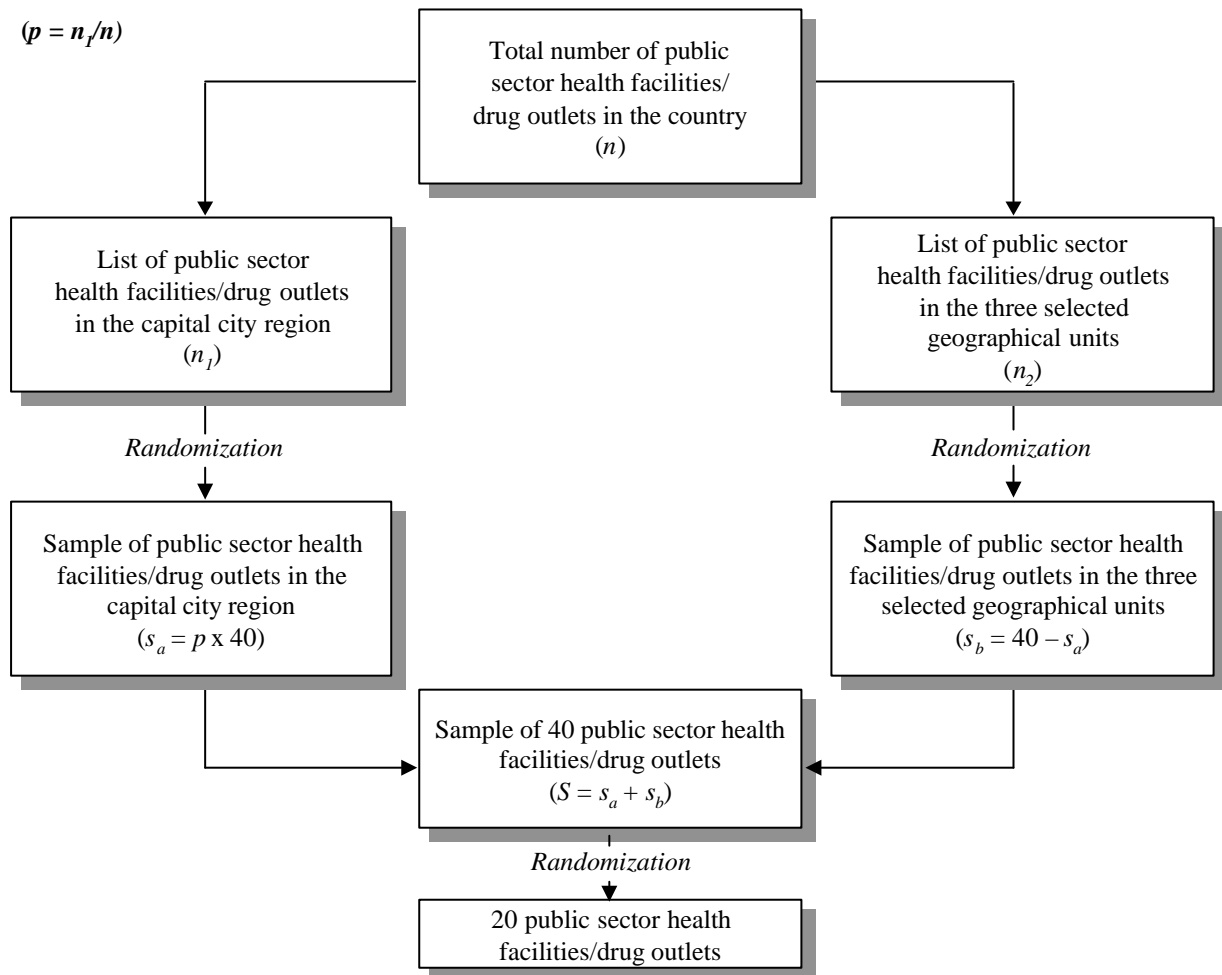 (p = n₁/n)
Total number of public
sector health facilities/
drug outlets in the country
(n)
List of public sector
health facilities/drug outlets
in the capital city region
(n₁)
List of public sector
health facilities/drug outlets
in the three selected
geographical units
(n₂)
Randomization
Randomization
Sample of public sector health
facilities/drug outlets in the
capital city region
(sₐ = p x 40)
Sample of public sector health
facilities/drug outlets in the three
selected geographical units
(s_b = 40 – sₐ)
Sample of 40 public sector health
facilities/drug outlets
(S = sₐ + s_b)
Randomization
20 public sector health
facilities/drug outlets